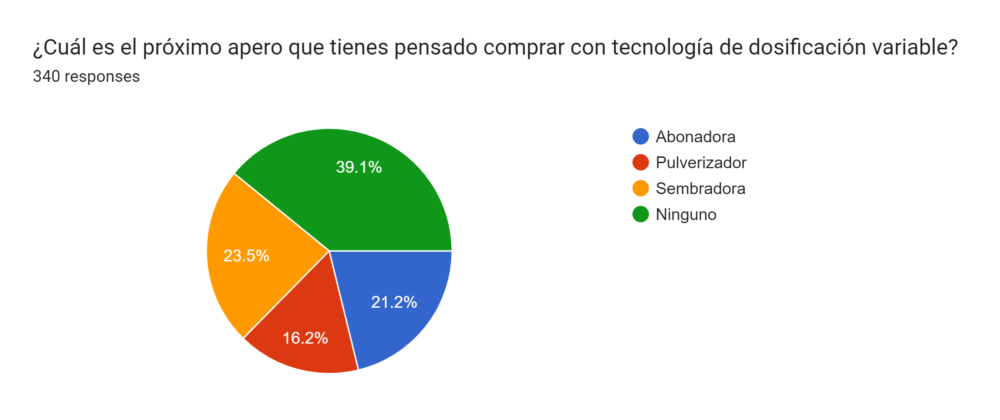 ¿Cuál es el próximo apero que tienes pensado comprar con tecnología de dosificación variable?
340 responses
39.1%
23.5%
21.2%
16.2%
Abonadora
Pulverizador
Sembradora
Ninguno